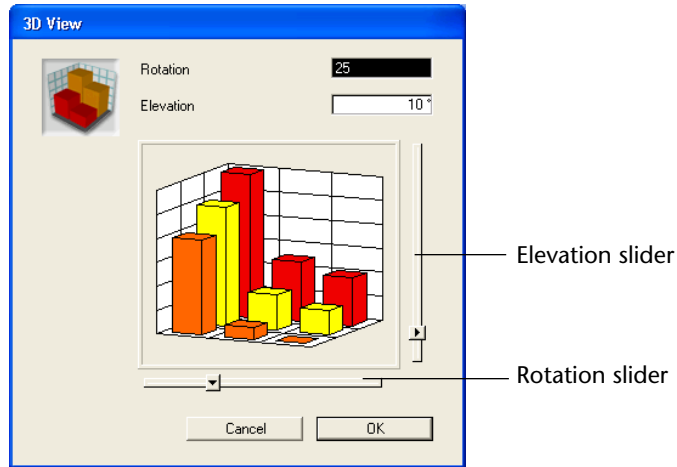 3D View
Rotation 25
Elevation 10 °
Elevation slider
Rotation slider
Cancel OK